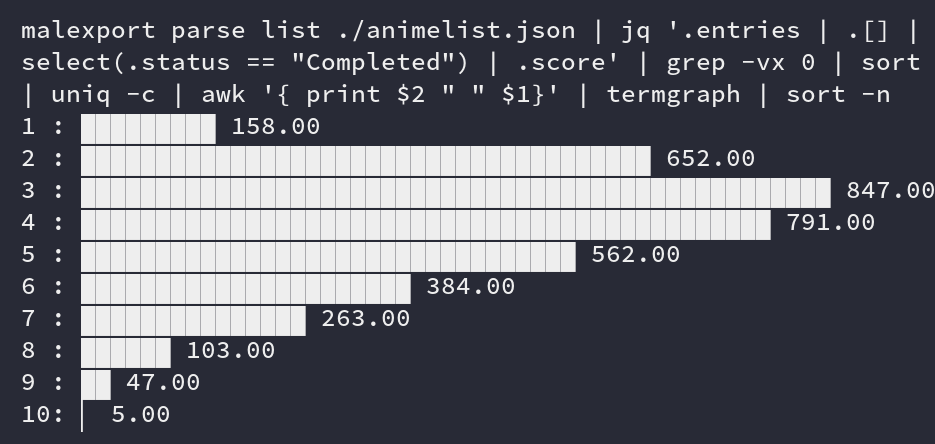 malexport parse list ./animelist.json | jq '.entries | .[] |
select(.status == "Completed") | .score' | grep -vx 0 | sort
| uniq -c | awk '{ print $2 " " $1}' | termgraph | sort -n
1 : 158.00
2 : 652.00
3 : 847.00
4 : 791.00
5 : 562.00
6 : 384.00
7 : 263.00
8 : 103.00
9 : 47.00
10: 5.00